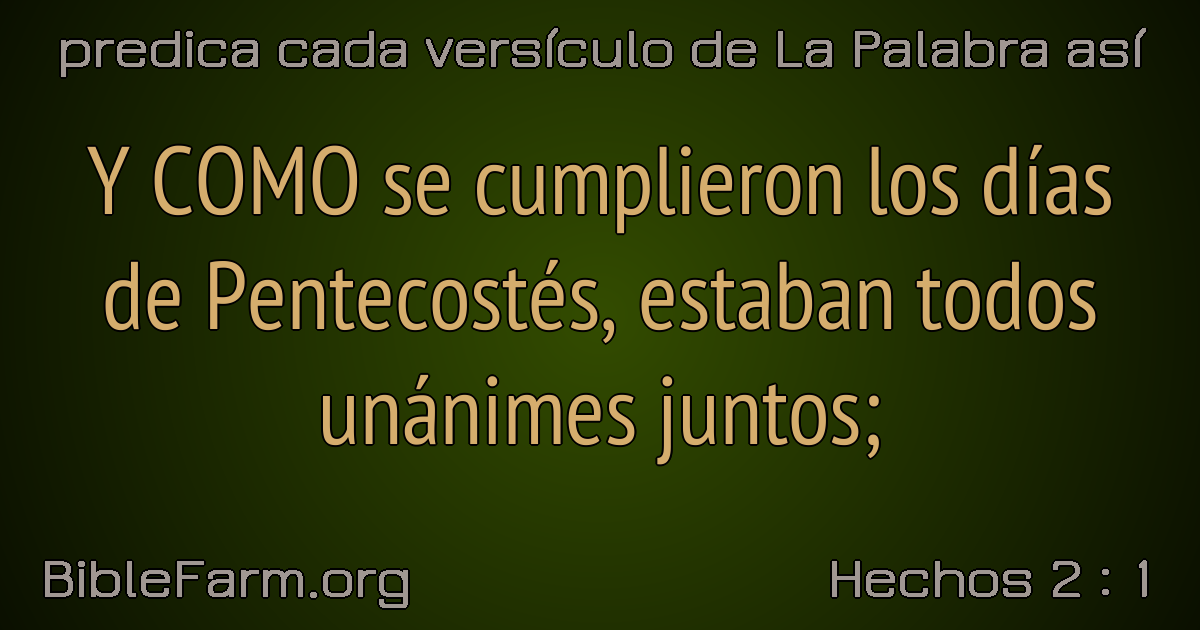 predica cada versículo de La Palabra así
Y COMO se cumplieron los días
de Pentecostés, estaban todos
unánimes juntos;
BibleFarm.org
Hechos 2 : 1